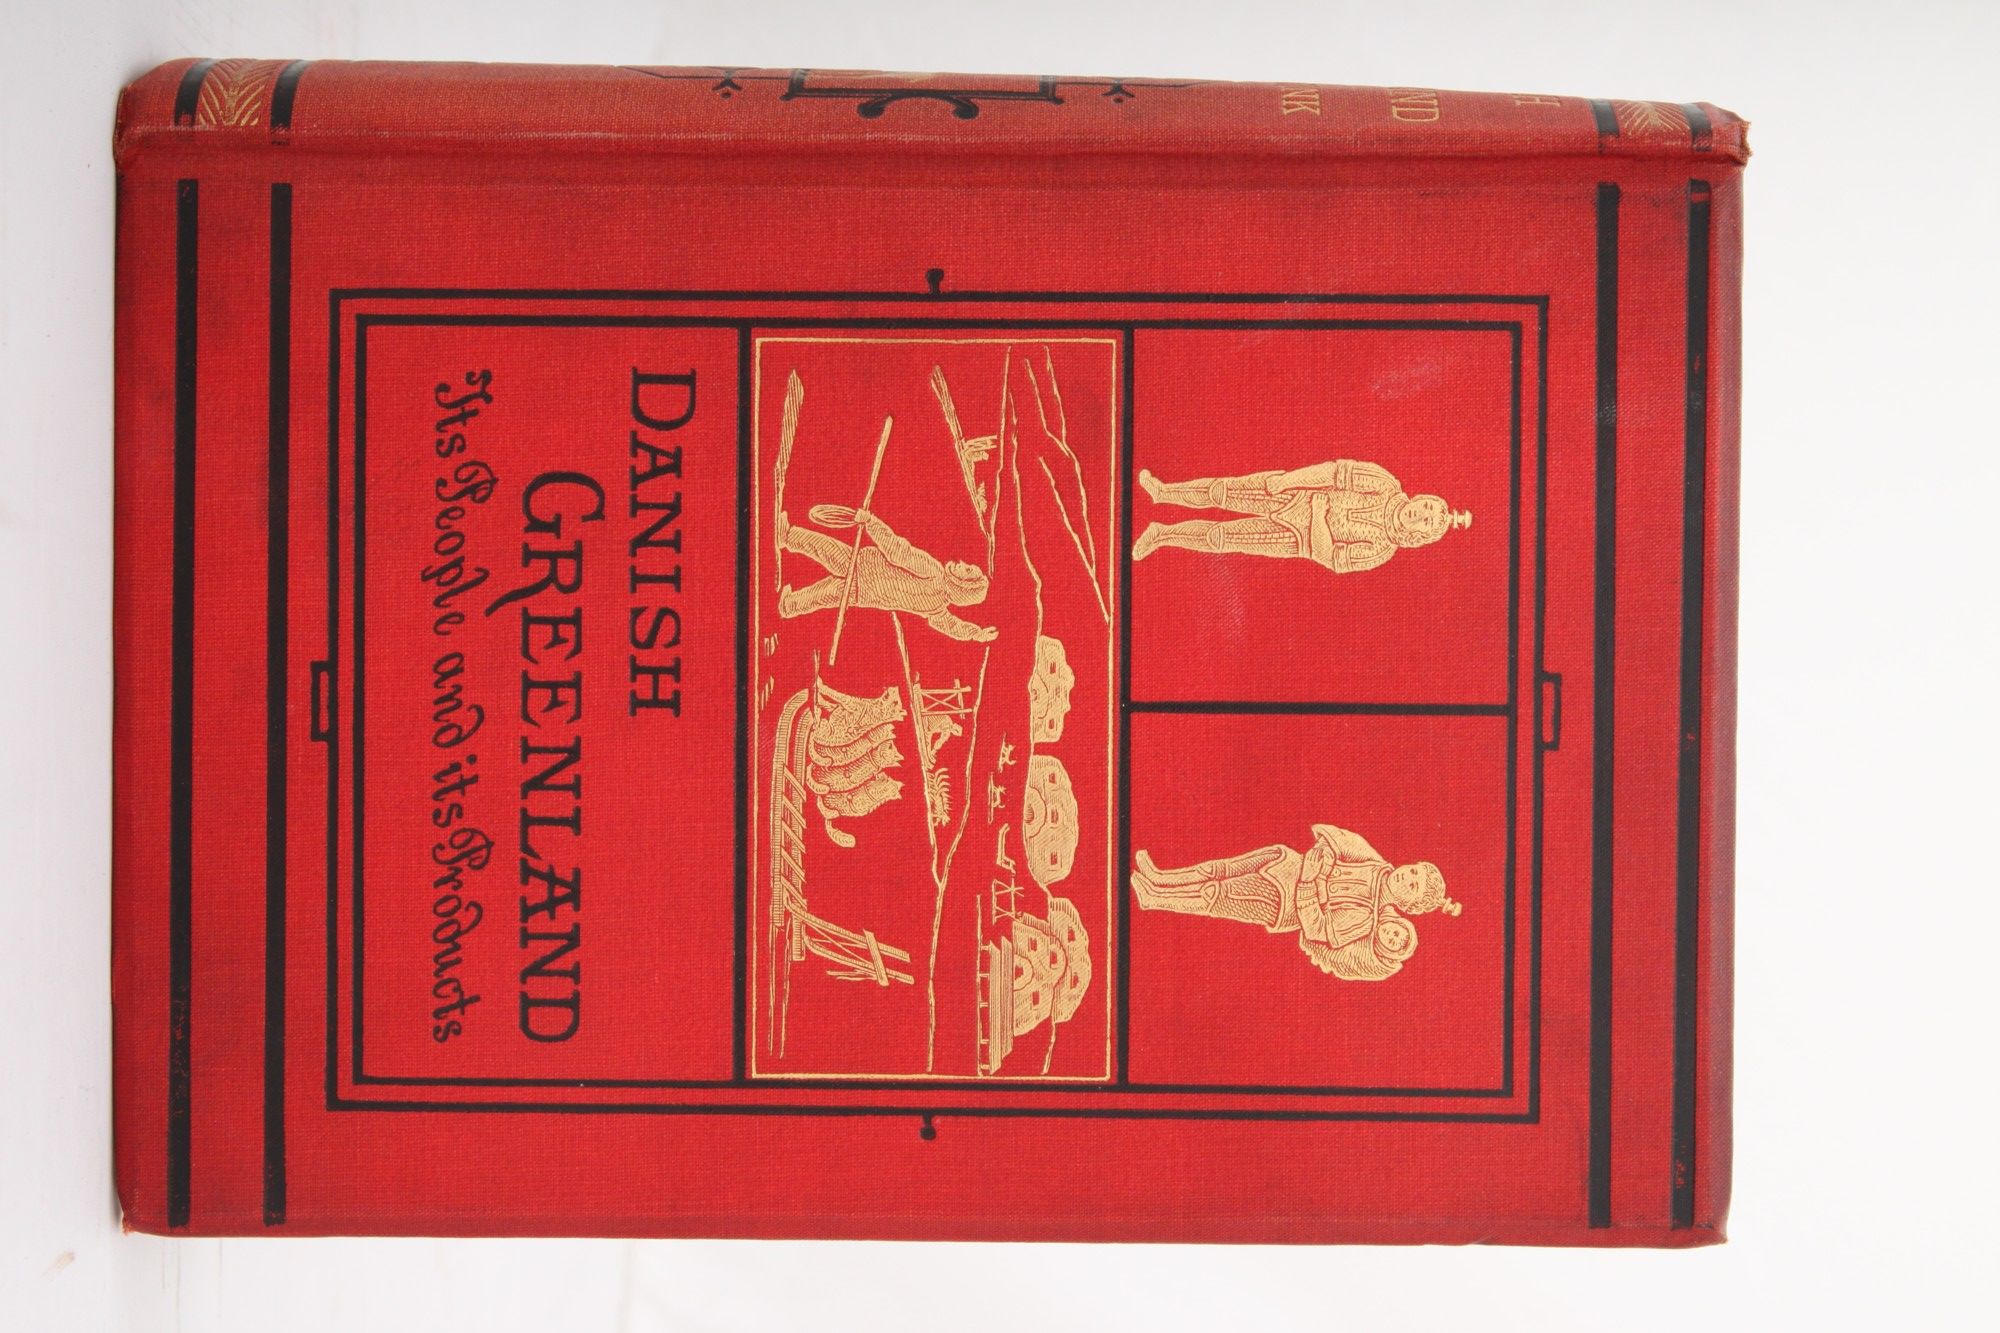 DANISH
GREENLAND
Its People and its Products